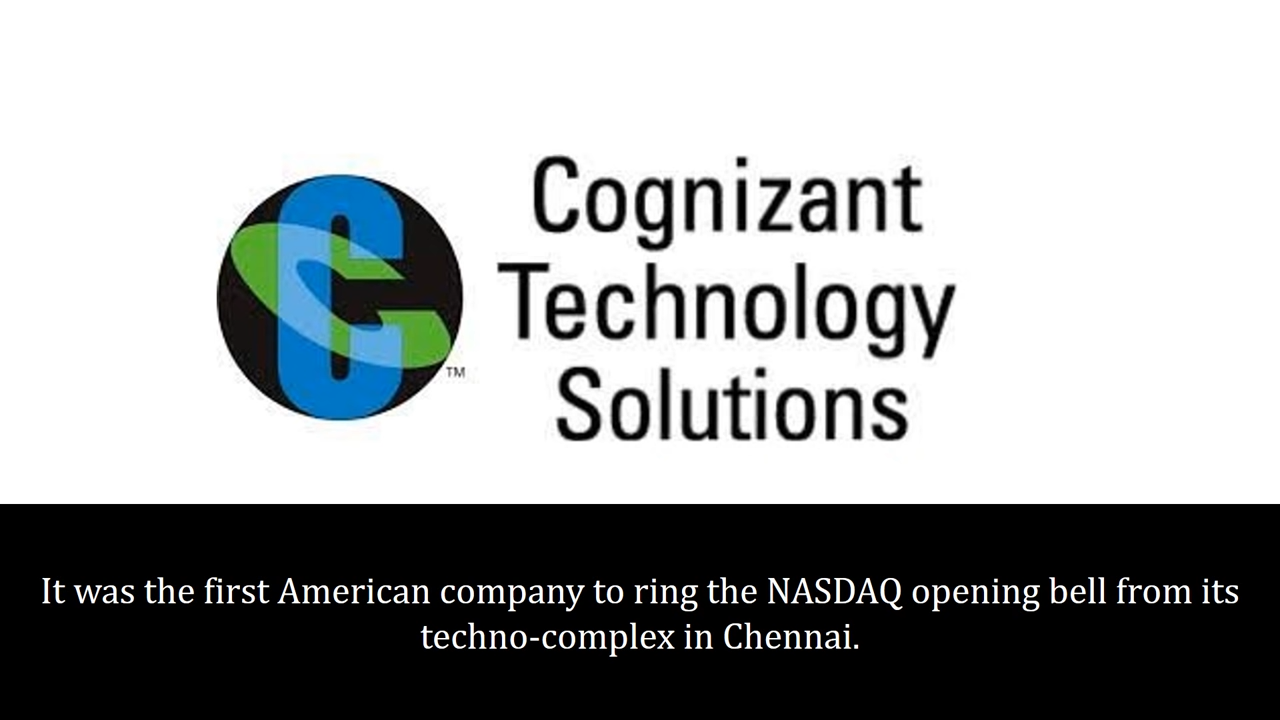 Cognizant
Technology
Solutions
TM
It was the first American company to ring the NASDAQ opening bell from its
techno-complex in Chennai.